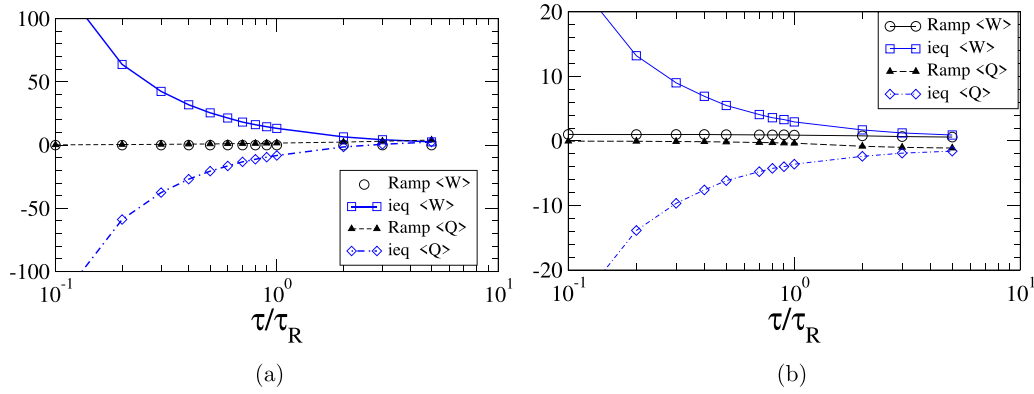 100
50
0
-50
-100
10^-1
10^0
10^1
τ/τ_R
Ramp <W>
ieq <W>
Ramp <Q>
ieq <Q>
(a)
20
10
0
-10
-20
10^-1
10^0
10^1
τ/τ_R
Ramp <W>
ieq <W>
Ramp <Q>
ieq <Q>
(b)